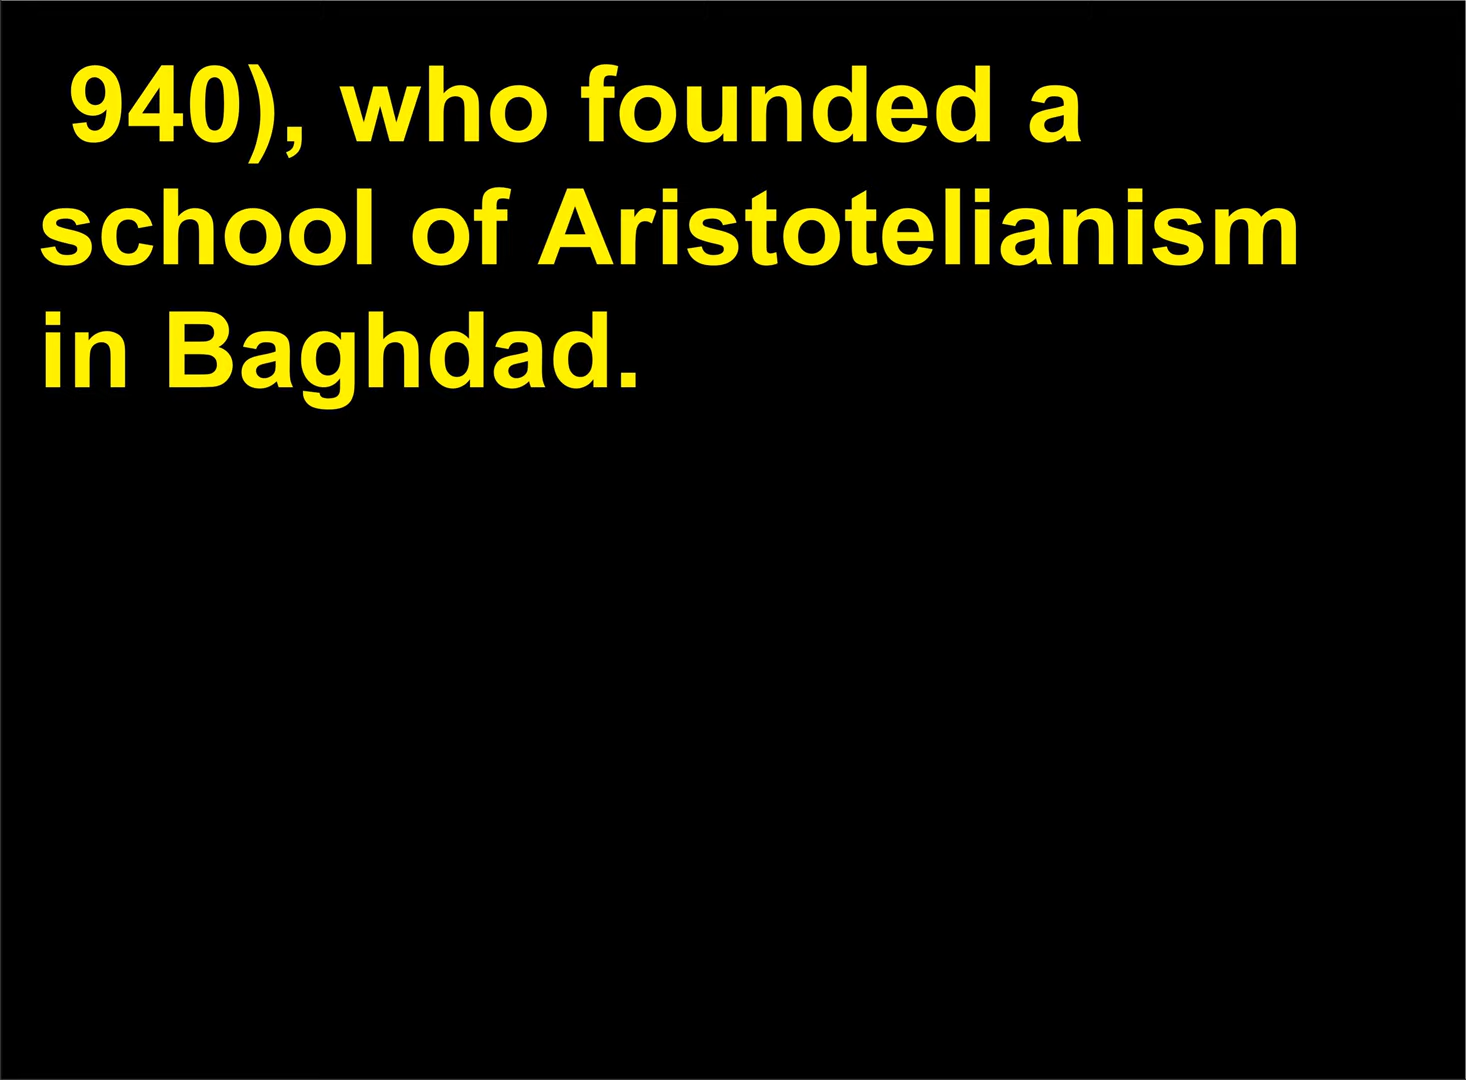 940), who founded a
school of Aristotelianism
in Baghdad.